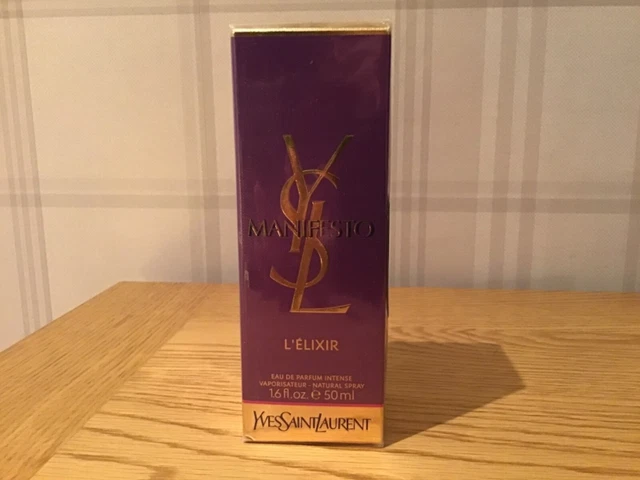 YSL
MANIFESTO
L'ÉLIXIR
EAU DE PARFUM INTENSE
VAPORISATEUR · NATURAL SPRAY
1.6 fl.oz. ℮ 50 ml
YVESSAINTLAURENT